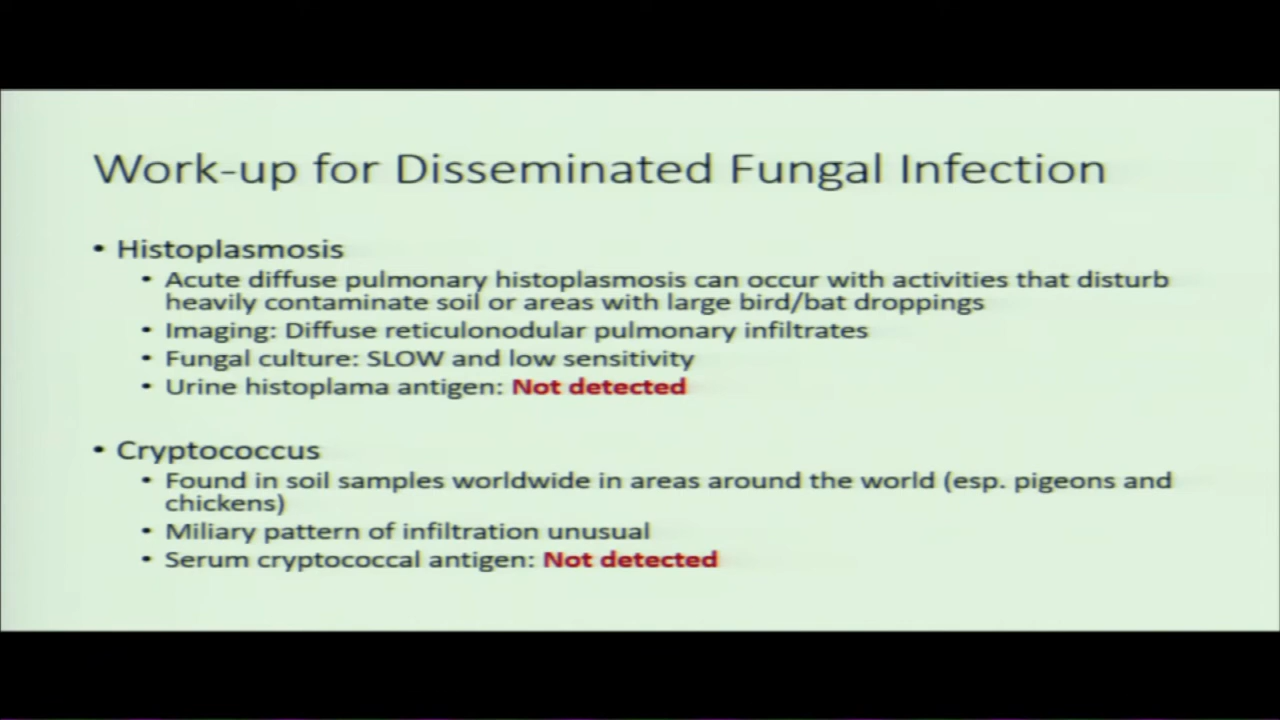 Work-up for Disseminated Fungal Infection
• Histoplasmosis
• Acute diffuse pulmonary histoplasmosis can occur with activities that disturb
heavily contaminate soil or areas with large bird/bat droppings
• Imaging: Diffuse reticulonodular pulmonary infiltrates
• Fungal culture: SLOW and low sensitivity
• Urine histoplama antigen: Not detected
• Cryptococcus
• Found in soil samples worldwide in areas around the world (esp. pigeons and
chickens)
• Miliary pattern of infiltration unusual
• Serum cryptococcal antigen: Not detected